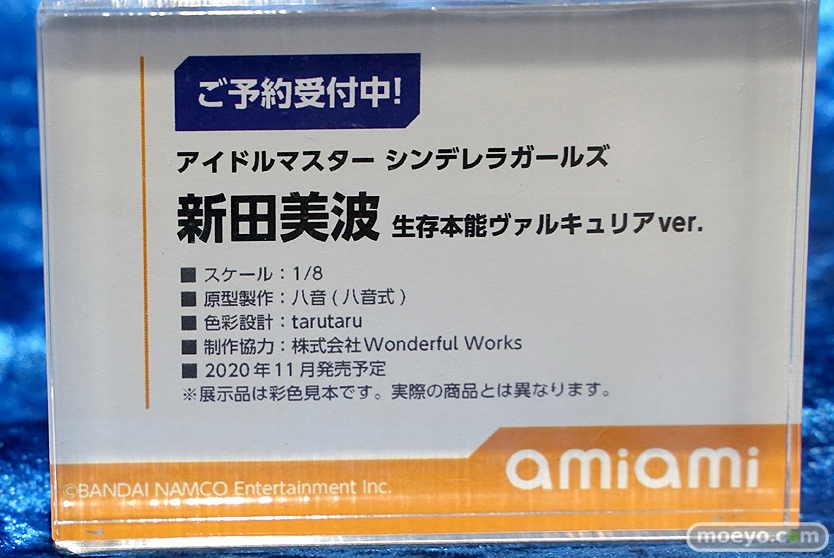 ご予約受付中!
アイドルマスター シンデレラガールズ
新田美波 生存本能ヴァルキュリアver.
■ スケール：1/8
■ 原型製作：八音 ( 八音式 )
■ 色彩設計：tarutaru
■ 制作協力：株式会社Wonderful Works
■ 2020年11月発売予定
※展示品は彩色見本です。実際の商品とは異なります。
amiami
©BANDAI NAMCO Entertainment Inc.
moeyo.com